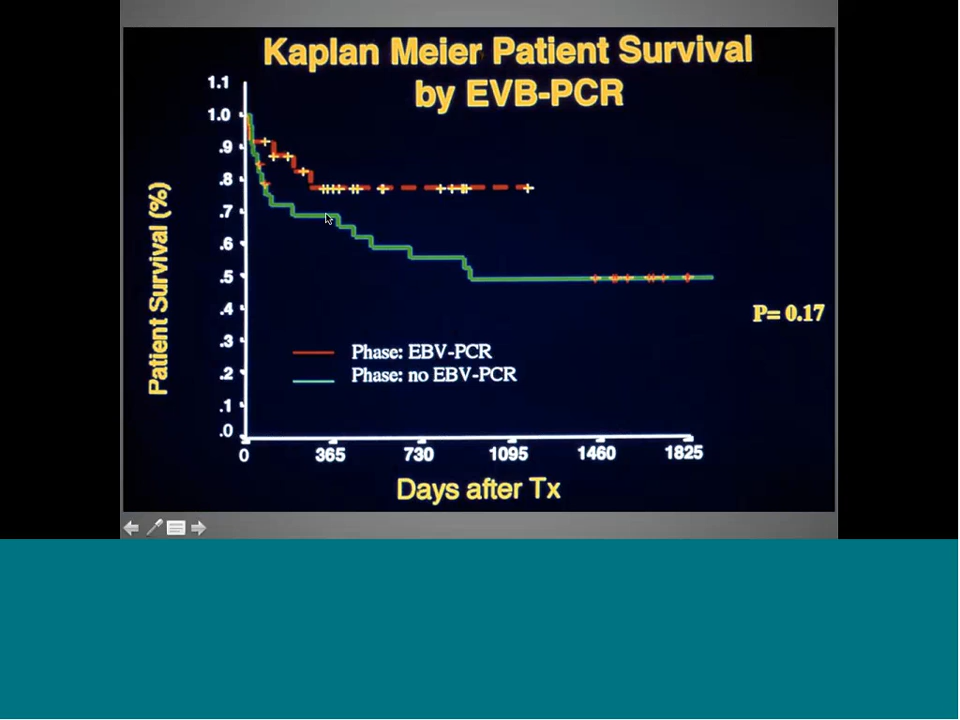 Kaplan Meier Patient Survival
by EVB-PCR
1.1
1.0
.9
.8
.7
.6
.5
.4
.3
.2
.1
.0
Patient Survival (%)
P= 0.17
Phase: EBV-PCR
Phase: no EBV-PCR
0 365 730 1095 1460 1825
Days after Tx